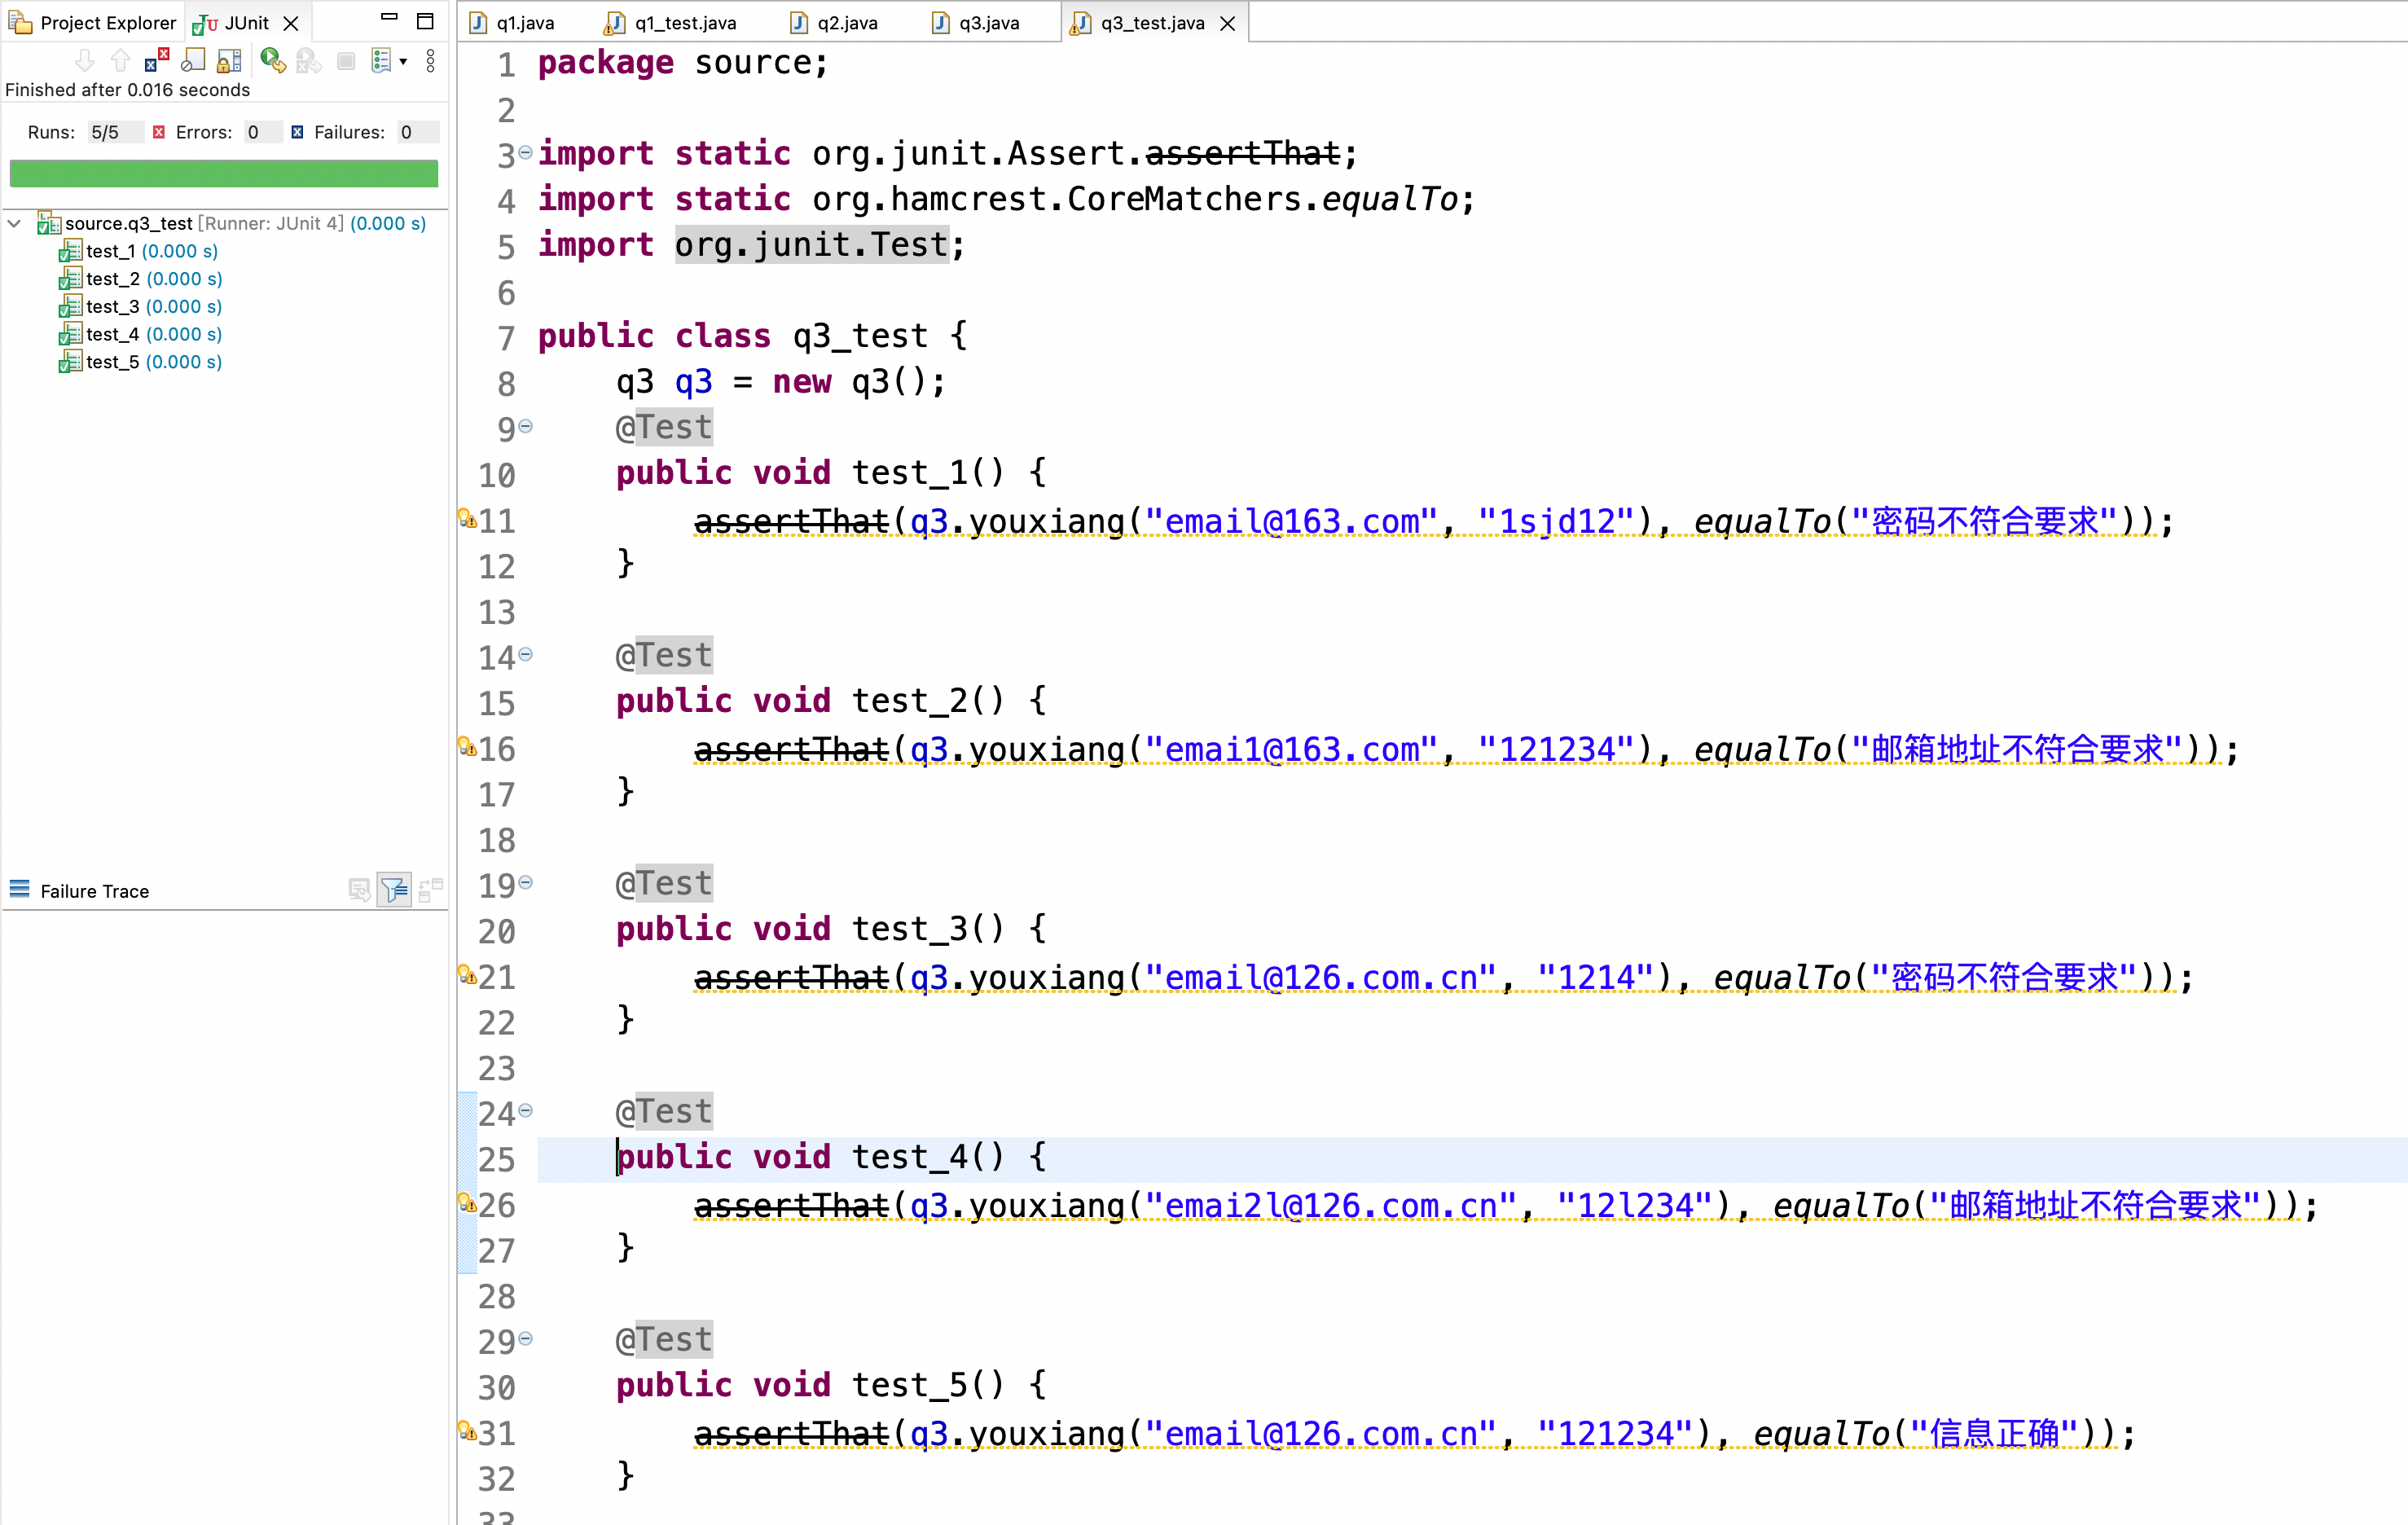 Project Explorer
JUnit
Finished after 0.016 seconds
Runs: 5/5 Errors: 0 Failures: 0
source.q3_test [Runner: JUnit 4] (0.000 s)
test_1 (0.000 s)
test_2 (0.000 s)
test_3 (0.000 s)
test_4 (0.000 s)
test_5 (0.000 s)
Failure Trace
q1.java q1_test.java q2.java q3.java q3_test.java
1 package source;
2
3 import static org.junit.Assert.assertThat;
4 import static org.hamcrest.CoreMatchers.equalTo;
5 import org.junit.Test;
6
7 public class q3_test {
8 q3 q3 = new q3();
9 @Test
10 public void test_1() {
11 assertThat(q3.youxiang("email@163.com", "1sjd12"), equalTo("密码不符合要求"));
12 }
13
14 @Test
15 public void test_2() {
16 assertThat(q3.youxiang("emai1@163.com", "121234"), equalTo("邮箱地址不符合要求"));
17 }
18
19 @Test
20 public void test_3() {
21 assertThat(q3.youxiang("email@126.com.cn", "1214"), equalTo("密码不符合要求"));
22 }
23
24 @Test
25 public void test_4() {
26 assertThat(q3.youxiang("emai2l@126.com.cn", "12l234"), equalTo("邮箱地址不符合要求"));
27 }
28
29 @Test
30 public void test_5() {
31 assertThat(q3.youxiang("email@126.com.cn", "121234"), equalTo("信息正确"));
32 }
33